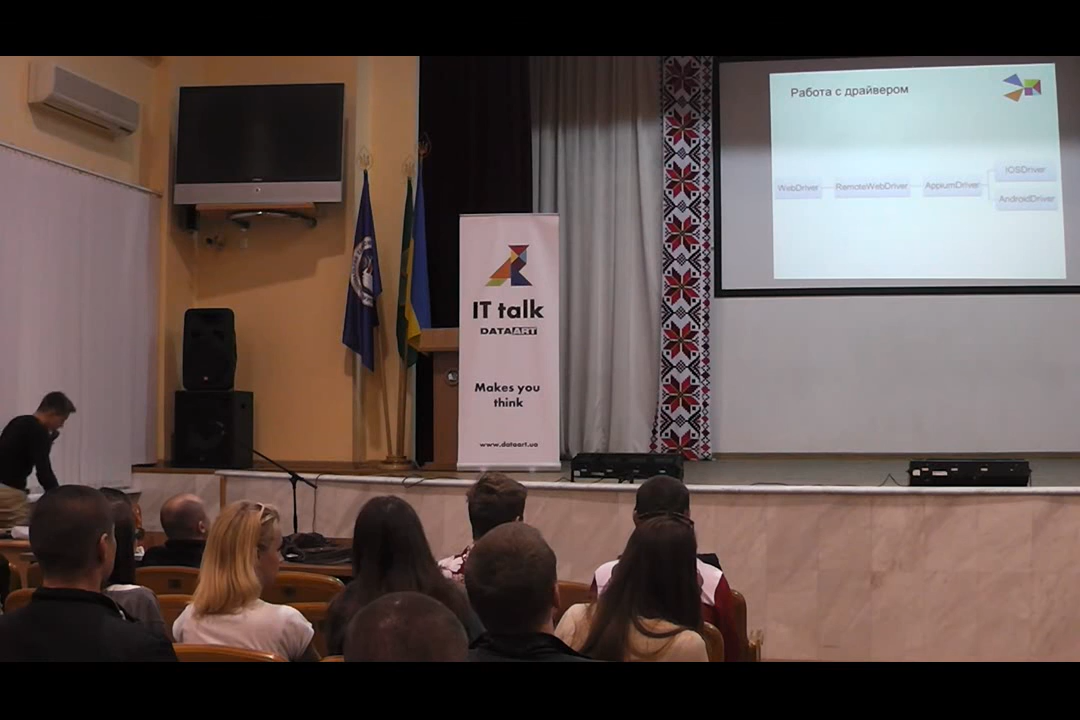 Работа с драйвером
WebDriver
RemoteWebDriver
AppiumDriver
IOSDriver
AndroidDriver
IT talk
DATAART
Makes you
think
www.dataart.ua